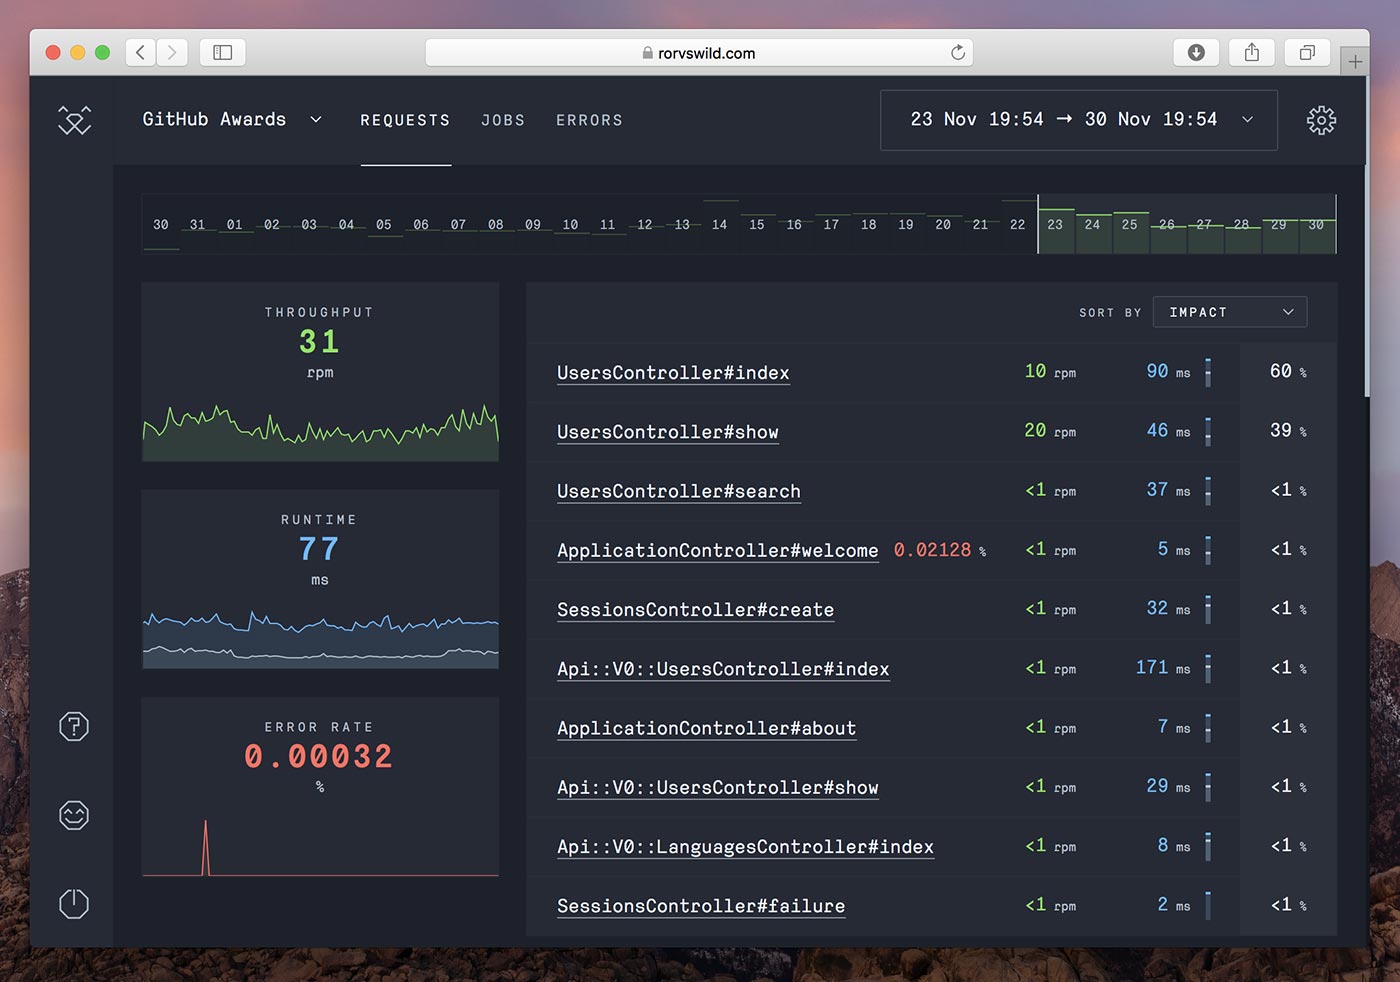 rorvswild.com
GitHub Awards REQUESTS JOBS ERRORS 23 Nov 19:54 → 30 Nov 19:54
30 31 01 02 03 04 05 06 07 08 09 10 11 12 13 14 15 16 17 18 19 20 21 22 23 24 25 26 27 28 29 30
THROUGHPUT
31
rpm
RUNTIME
77
ms
ERROR RATE
0.00032
%
SORT BY IMPACT
UsersController#index 10 rpm 90 ms 60 %
UsersController#show 20 rpm 46 ms 39 %
UsersController#search <1 rpm 37 ms <1 %
ApplicationController#welcome 0.02128 % <1 rpm 5 ms <1 %
SessionsController#create <1 rpm 32 ms <1 %
Api::V0::UsersController#index <1 rpm 171 ms <1 %
ApplicationController#about <1 rpm 7 ms <1 %
Api::V0::UsersController#show <1 rpm 29 ms <1 %
Api::V0::LanguagesController#index <1 rpm 8 ms <1 %
SessionsController#failure <1 rpm 2 ms <1 %